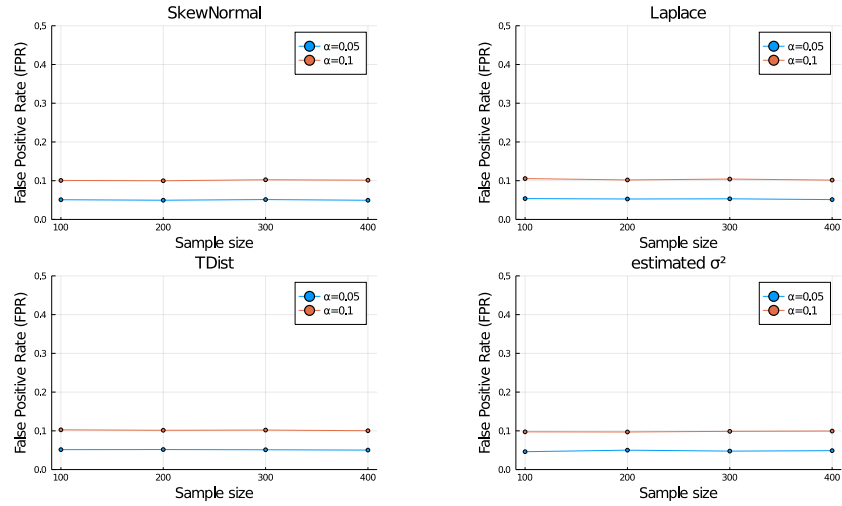 SkewNormal
False Positive Rate (FPR)
0.5
0.4
0.3
0.2
0.1
0.0
α=0.05
α=0.1
100 200 300 400
Sample size
Laplace
False Positive Rate (FPR)
0.5
0.4
0.3
0.2
0.1
0.0
α=0.05
α=0.1
100 200 300 400
Sample size
TDist
False Positive Rate (FPR)
0.5
0.4
0.3
0.2
0.1
0.0
α=0.05
α=0.1
100 200 300 400
Sample size
estimated σ²
False Positive Rate (FPR)
0.5
0.4
0.3
0.2
0.1
0.0
α=0.05
α=0.1
100 200 300 400
Sample size